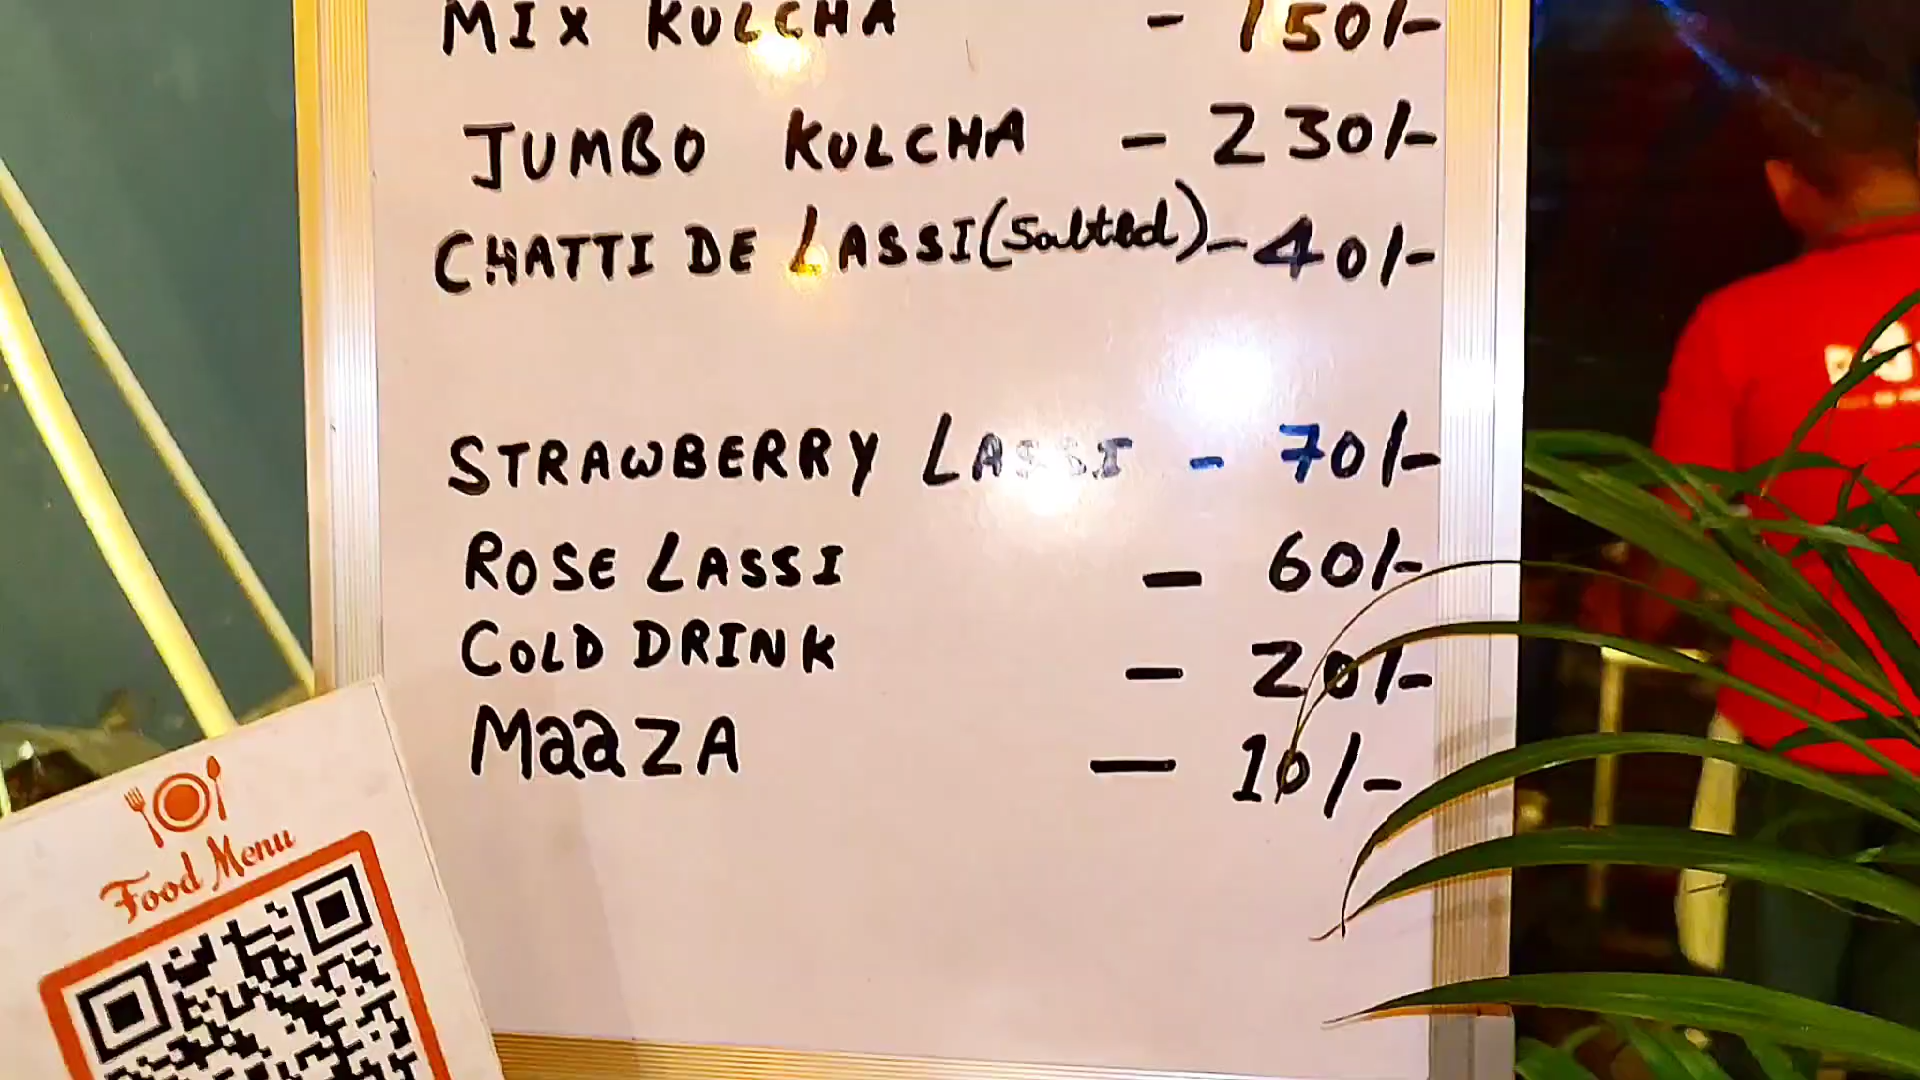 MIX KULCHA - 150/-
JUMBO KULCHA - 230/-
CHATTI DE LASSI (Salted) - 40/-
STRAWBERRY LASSI - 70/-
ROSE LASSI - 60/-
COLD DRINK - 20/-
MaaZA - 10/-
Food Menu